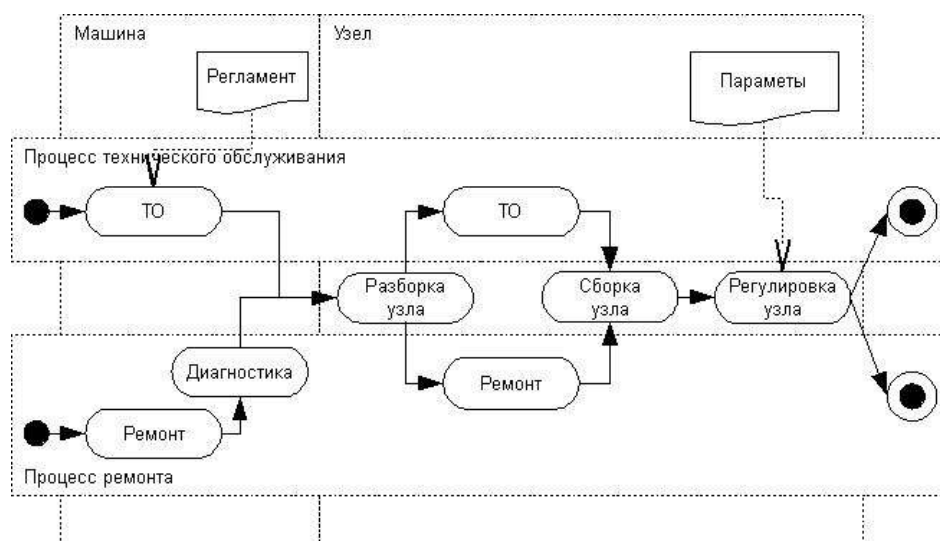 Машина
Узел
Регламент
Параметы
Процесс технического обслуживания
ТО
ТО
Разборка
узла
Сборка
узла
Регулировка
узла
Диагностика
Ремонт
Ремонт
Процесс ремонта